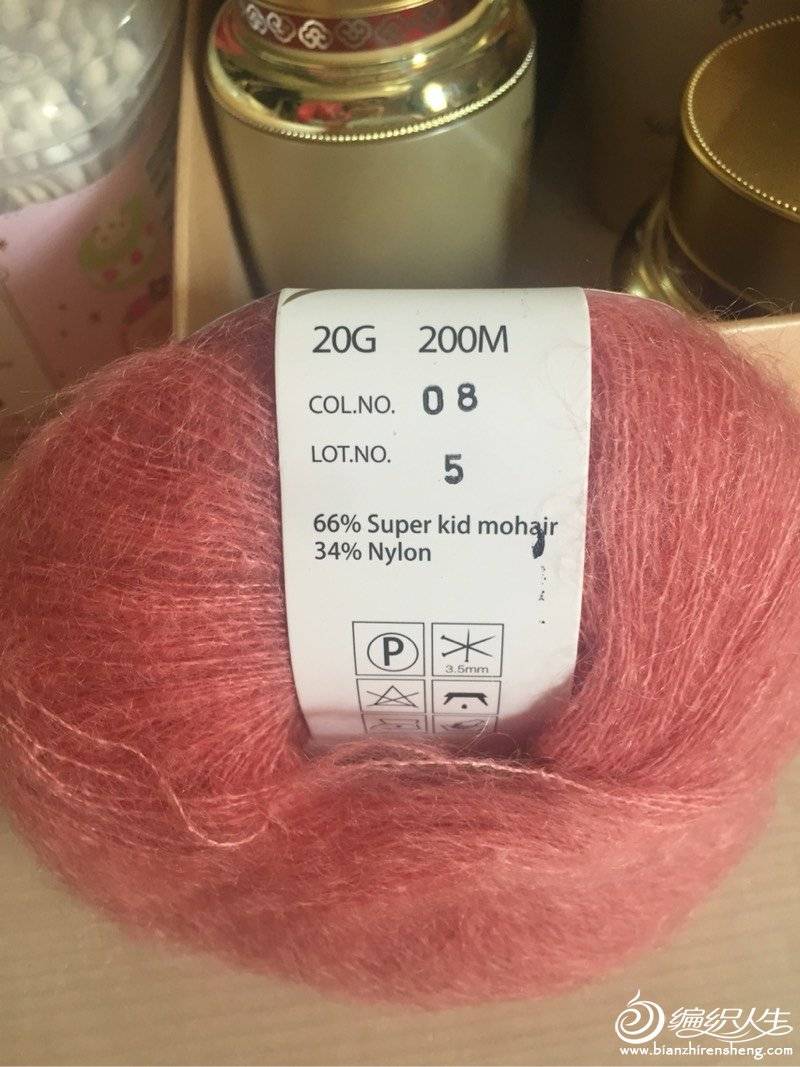 20G 200M
COL.NO. 08
LOT.NO. 5
66% Super kid mohair
34% Nylon
P
3.5mm
编织人生
www.bianzhirensheng.com